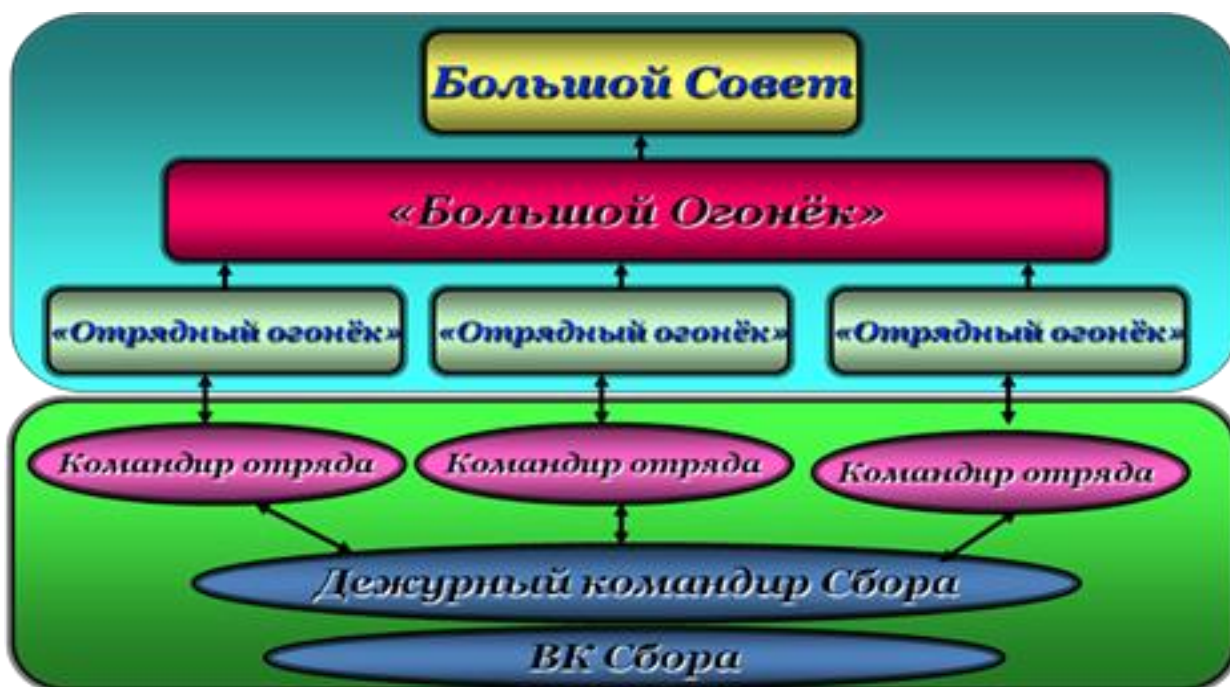 Большой Совет
«Большой Огонёк»
«Отрядный огонёк»
«Отрядный огонёк»
«Отрядный огонёк»
Командир отряда
Командир отряда
Командир отряда
Дежурный командир Сбора
ВК Сбора